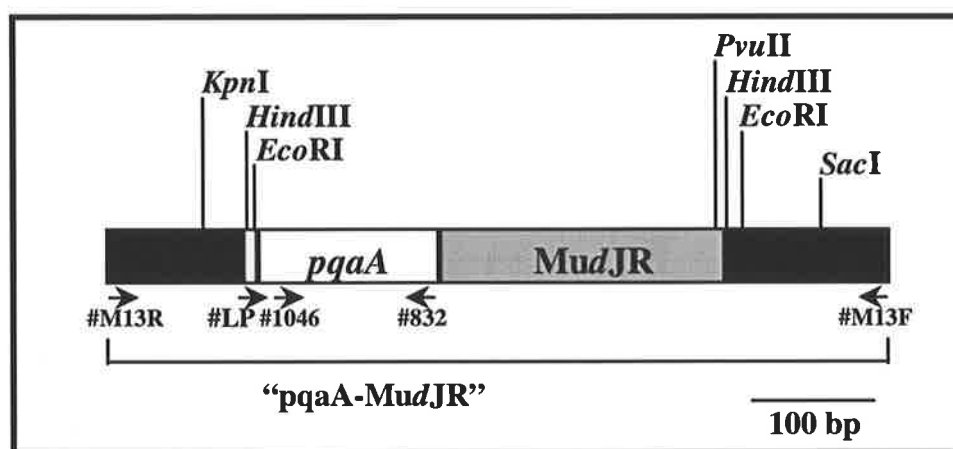 PvuII
KpnI
HindIII
HindIII
EcoRI
EcoRI
SacI
pqaA
MudJR
#M13R
#LP
#1046
#832
#M13F
“pqaA-MudJR”
100 bp